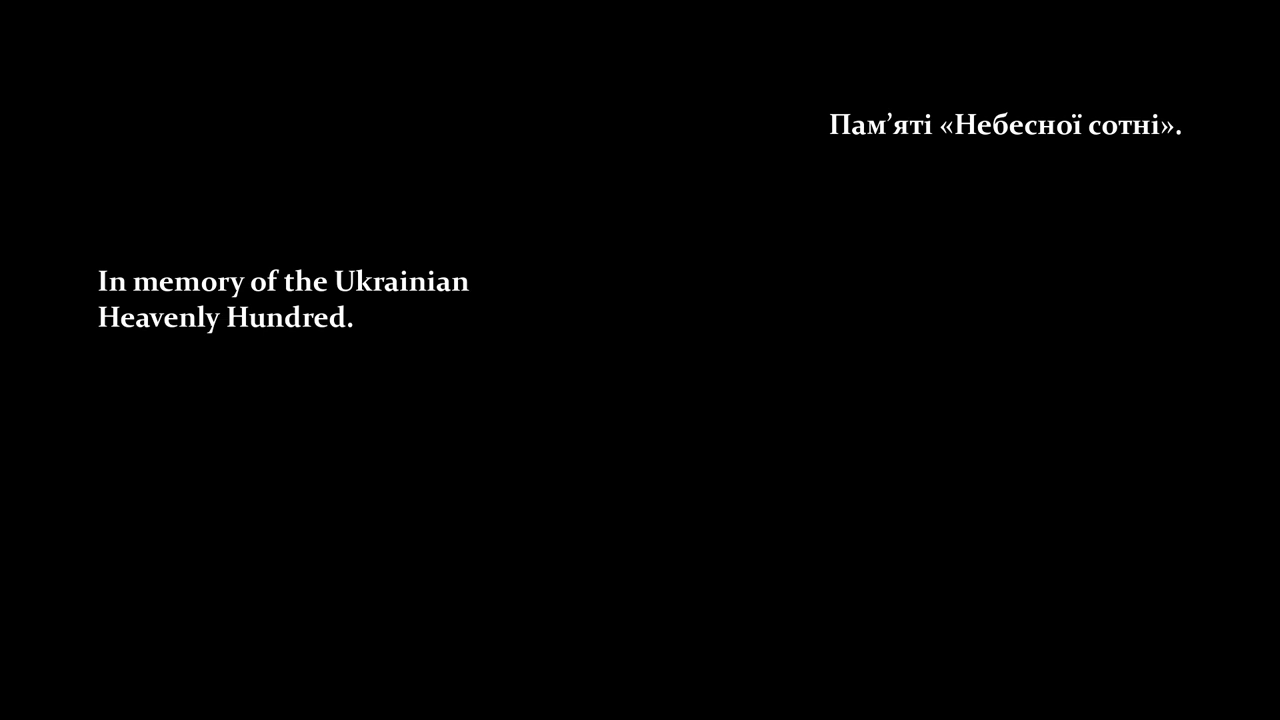 Пам’яті «Небесної сотні».
In memory of the Ukrainian
Heavenly Hundred.